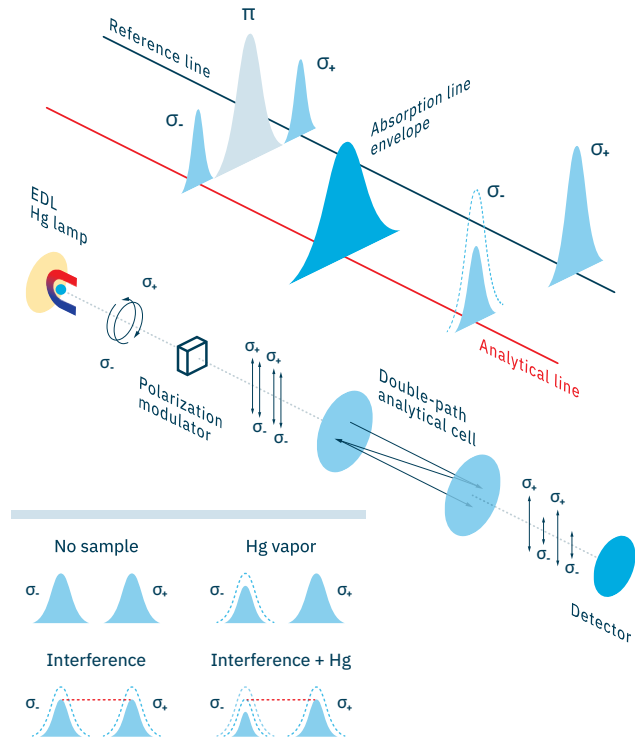 π
Reference line
σ₊
σ₋
Absorption line
envelope
σ₊
σ₋
EDL
Hg lamp
σ₊
σ₋
Analytical line
Polarization
modulator
σ₊ σ₊
σ₋ σ₋
Double-path
analytical cell
σ₊ σ₊
σ₋ σ₋
Detector
No sample
σ₋ σ₊
Hg vapor
σ₋ σ₊
Interference
σ₋ σ₊
Interference + Hg
σ₋ σ₊